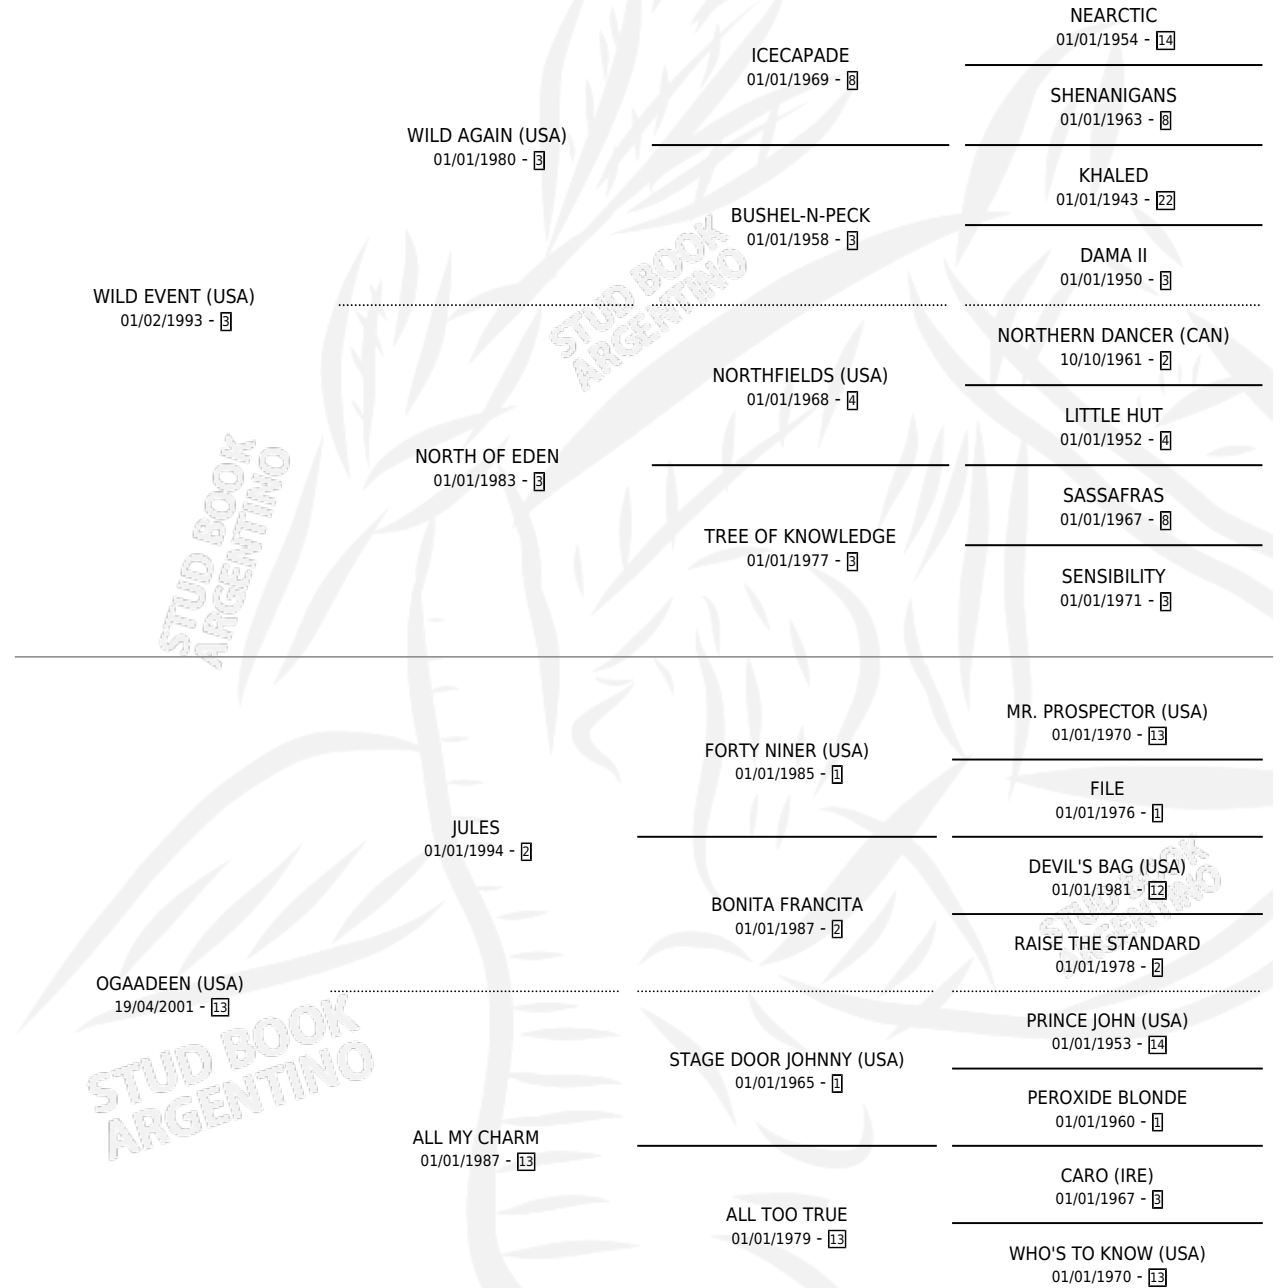 NEARCTIC
01/01/1954 - 14
ICECAPADE
01/01/1969 - 8
SHENANIGANS
01/01/1963 - 8
WILD AGAIN (USA)
01/01/1980 - 3
KHALED
01/01/1943 - 22
BUSHEL-N-PECK
01/01/1958 - 3
DAMA II
01/01/1950 - 3
WILD EVENT (USA)
01/02/1993 - 3
STUD BOOK
ARGENTINO
NORTHERN DANCER (CAN)
10/10/1961 - 2
NORTHFIELDS (USA)
01/01/1968 - 4
LITTLE HUT
01/01/1952 - 4
NORTH OF EDEN
01/01/1983 - 3
SASSAFRAS
01/01/1967 - 8
TREE OF KNOWLEDGE
01/01/1977 - 3
SENSIBILITY
01/01/1971 - 3
STUD BOOK
ARGENTINO
MR. PROSPECTOR (USA)
01/01/1970 - 13
FORTY NINER (USA)
01/01/1985 - 1
FILE
01/01/1976 - 1
JULES
01/01/1994 - 2
DEVIL'S BAG (USA)
01/01/1981 - 12
BONITA FRANCITA
01/01/1987 - 2
RAISE THE STANDARD
01/01/1978 - 2
STUD BOOK
ARGENTINO
OGAADEEN (USA)
19/04/2001 - 13
PRINCE JOHN (USA)
01/01/1953 - 14
STAGE DOOR JOHNNY (USA)
01/01/1965 - 1
PEROXIDE BLONDE
01/01/1960 - 1
STUD BOOK
ARGENTINO
ALL MY CHARM
01/01/1987 - 13
CARO (IRE)
01/01/1967 - 3
ALL TOO TRUE
01/01/1979 - 13
WHO'S TO KNOW (USA)
01/01/1970 - 13